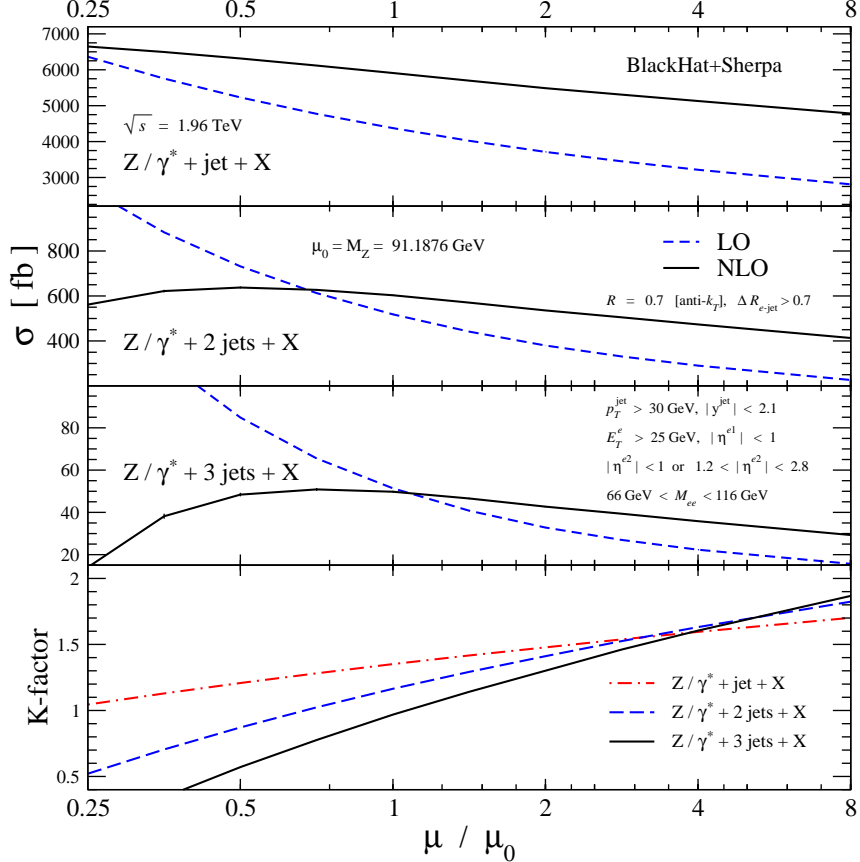 0.25 0.5 1 2 4 8
7000
6000
5000
4000
3000
BlackHat+Sherpa
√s = 1.96 TeV
Z / γ* + jet + X
800
600
400
μ0 = MZ = 91.1876 GeV
LO
NLO
R = 0.7 [anti-kT], Δ Re-jet > 0.7
Z / γ* + 2 jets + X
σ [ fb ]
80
60
40
20
pTjet > 30 GeV, | yjet | < 2.1
ETe > 25 GeV, | ηe1 | < 1
| ηe2 | < 1 or 1.2 < | ηe2 | < 2.8
66 GeV < Mee < 116 GeV
Z / γ* + 3 jets + X
2
1.5
1
0.5
K-factor
Z / γ* + jet + X
Z / γ* + 2 jets + X
Z / γ* + 3 jets + X
0.25 0.5 1 2 4 8
μ / μ0